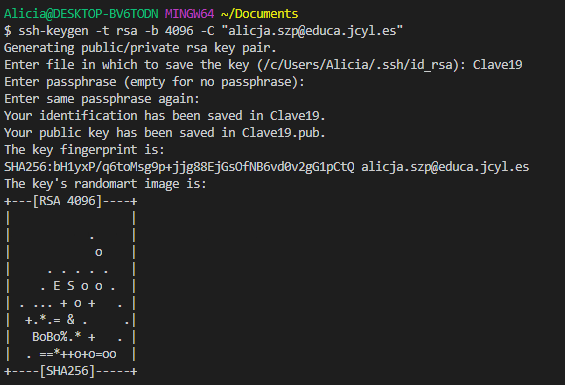 Alicia@DESKTOP-BV6TODN MINGW64 ~/Documents
$ ssh-keygen -t rsa -b 4096 -C "alicja.szp@educa.jcyl.es"
Generating public/private rsa key pair.
Enter file in which to save the key (/c/Users/Alicia/.ssh/id_rsa): Clave19
Enter passphrase (empty for no passphrase):
Enter same passphrase again:
Your identification has been saved in Clave19.
Your public key has been saved in Clave19.pub.
The key fingerprint is:
SHA256:bH1yxP/q6toMsg9p+jjg88EjGsOfNB6vd0v2gG1pCtQ alicja.szp@educa.jcyl.es
The key's randomart image is:
+---[RSA 4096]----+
|                 |
|           .     |
|            o    |
|     . . . . .   |
|    . E S o o .  |
| . ... + o +   . |
|  +.*.= & .     .|
|   BoBo%.* +   . |
|  . ==*++o+o=oo  |
+----[SHA256]-----+